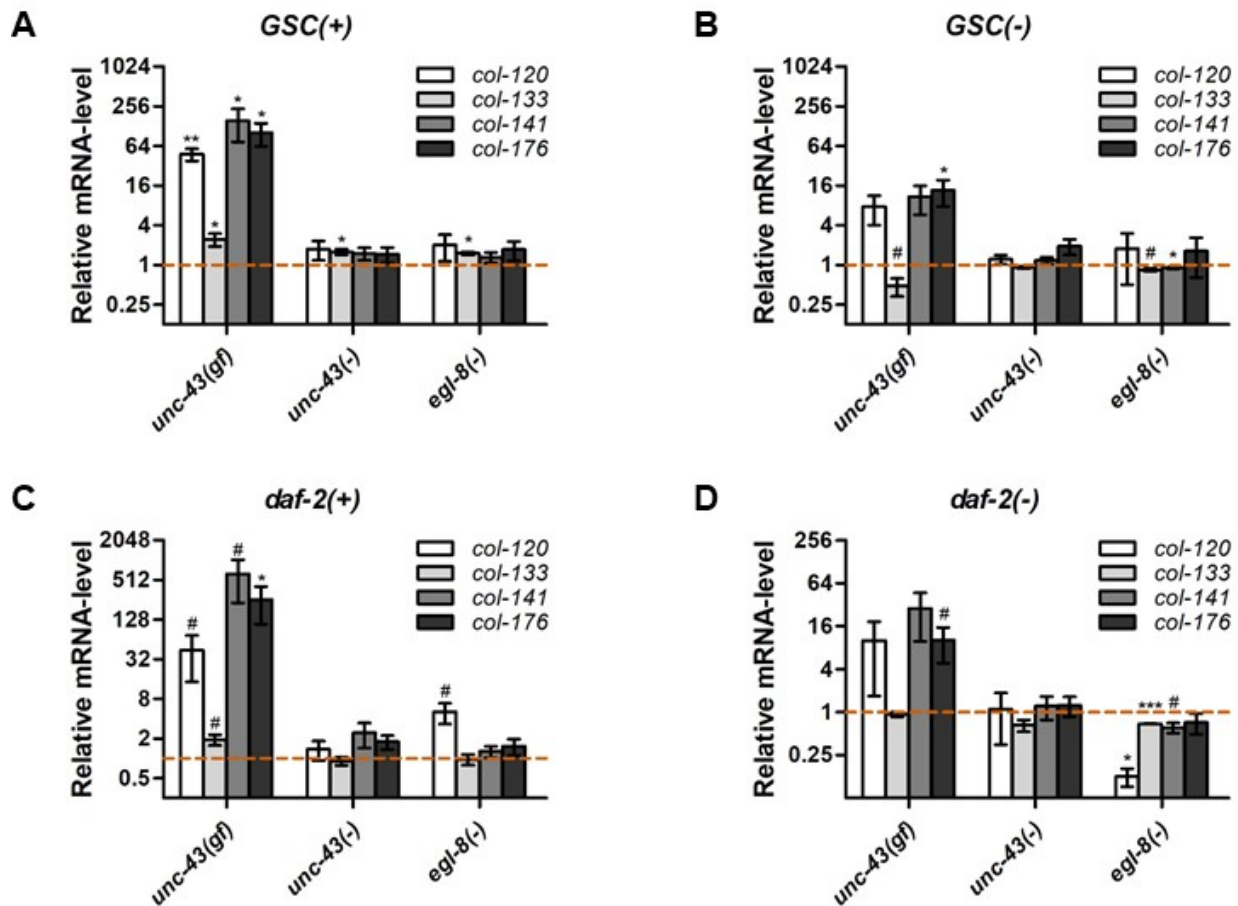 A
GSC(+)
Relative mRNA-level
1024
256
64
16
4
1
0.25
** * * *
* *
col-120
col-133
col-141
col-176
unc-43(gf)
unc-43(-)
egl-8(-)
B
GSC(-)
Relative mRNA-level
1024
256
64
16
4
1
0.25
# *
# *
col-120
col-133
col-141
col-176
unc-43(gf)
unc-43(-)
egl-8(-)
C
daf-2(+)
Relative mRNA-level
2048
512
128
32
8
2
0.5
# # # *
#
col-120
col-133
col-141
col-176
unc-43(gf)
unc-43(-)
egl-8(-)
D
daf-2(-)
Relative mRNA-level
256
64
16
4
1
0.25
#
* *** #
col-120
col-133
col-141
col-176
unc-43(gf)
unc-43(-)
egl-8(-)